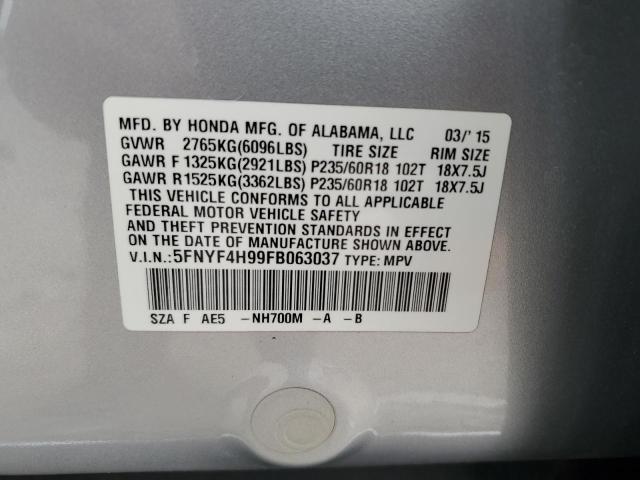 MFD. BY HONDA MFG. OF ALABAMA, LLC 03/'15
GVWR 2765KG(6096LBS) TIRE SIZE RIM SIZE
GAWR F 1325KG(2921LBS) P235/60R18 102T 18X7.5J
GAWR R1525KG(3362LBS) P235/60R18 102T 18X7.5J
THIS VEHICLE CONFORMS TO ALL APPLICABLE
FEDERAL MOTOR VEHICLE SAFETY
AND THEFT PREVENTION STANDARDS IN EFFECT
ON THE DATE OF MANUFACTURE SHOWN ABOVE.
V.I.N.:5FNYF4H99FB063037 TYPE: MPV
SZA F AE5 -NH700M -A -B